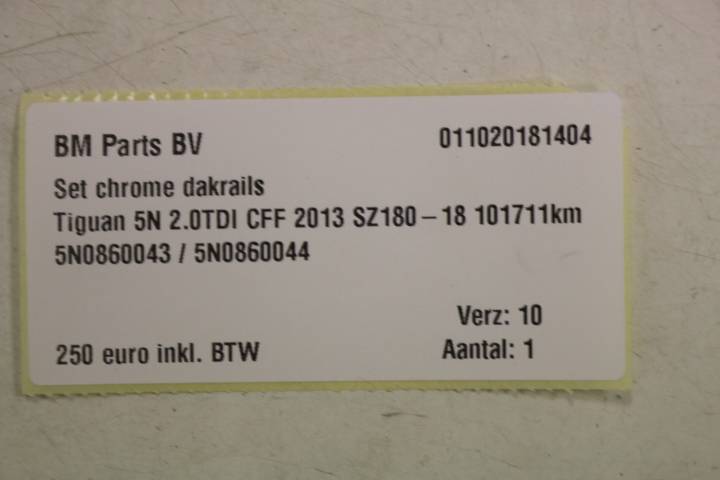 BM Parts BV 011020181404
Set chrome dakrails
Tiguan 5N 2.0TDI CFF 2013 SZ180 – 18 101711km
5N0860043 / 5N0860044
Verz: 10
250 euro inkl. BTW Aantal: 1